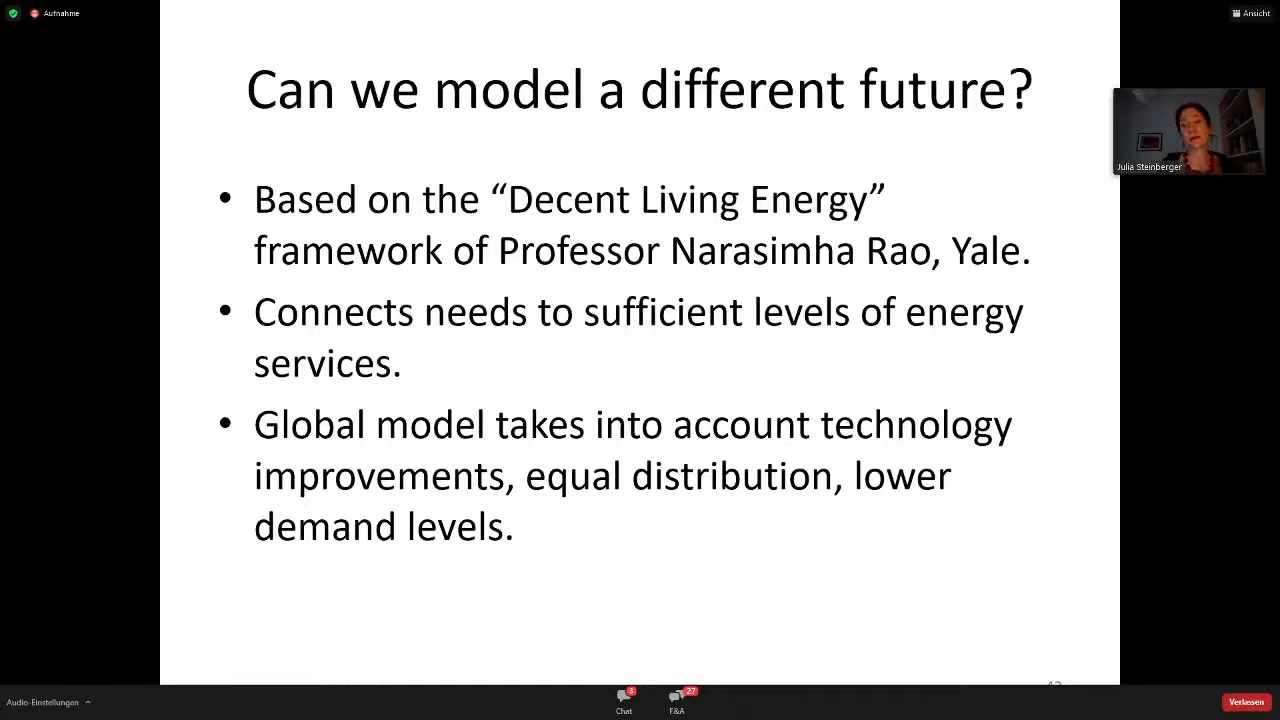 Aufnahme
Ansicht
Can we model a different future?
Julia Steinberger
• Based on the “Decent Living Energy”
framework of Professor Narasimha Rao, Yale.
• Connects needs to sufficient levels of energy
services.
• Global model takes into account technology
improvements, equal distribution, lower
demand levels.
Audio-Einstellungen
3
Chat
27
F&A
Verlassen